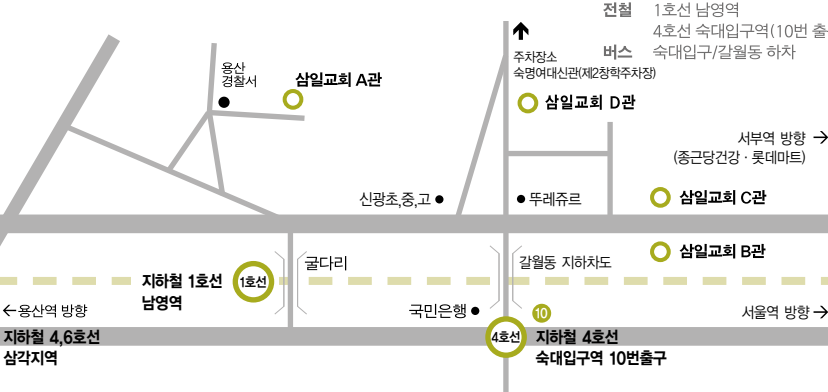 전철 1호선 남영역
4호선 숙대입구역(10번 출
버스 숙대입구/갈월동 하차
주차장소
숙명여대신관(제2창학주차장)
용산
경찰서
삼일교회 A관
삼일교회 D관
서부역 방향
(종근당건강 · 롯데마트)
신광초,중,고
뚜레쥬르
삼일교회 C관
삼일교회 B관
굴다리
갈월동 지하차도
지하철 1호선
남영역
1호선
용산역 방향
국민은행
10
서울역 방향
지하철 4,6호선
삼각지역
4호선
지하철 4호선
숙대입구역 10번출구